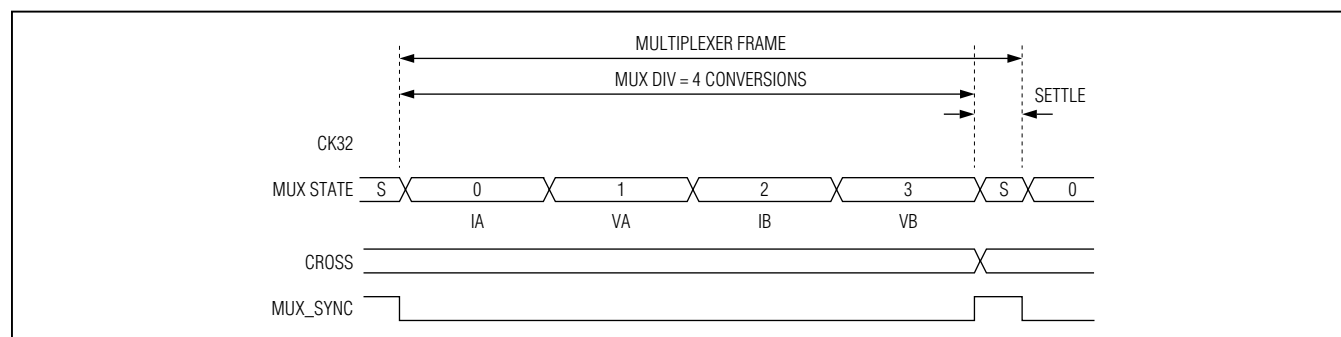 MULTIPLEXER FRAME
MUX DIV = 4 CONVERSIONS
SETTLE
CK32
MUX STATE S 0 1 2 3 S 0
IA VA IB VB
CROSS
MUX_SYNC